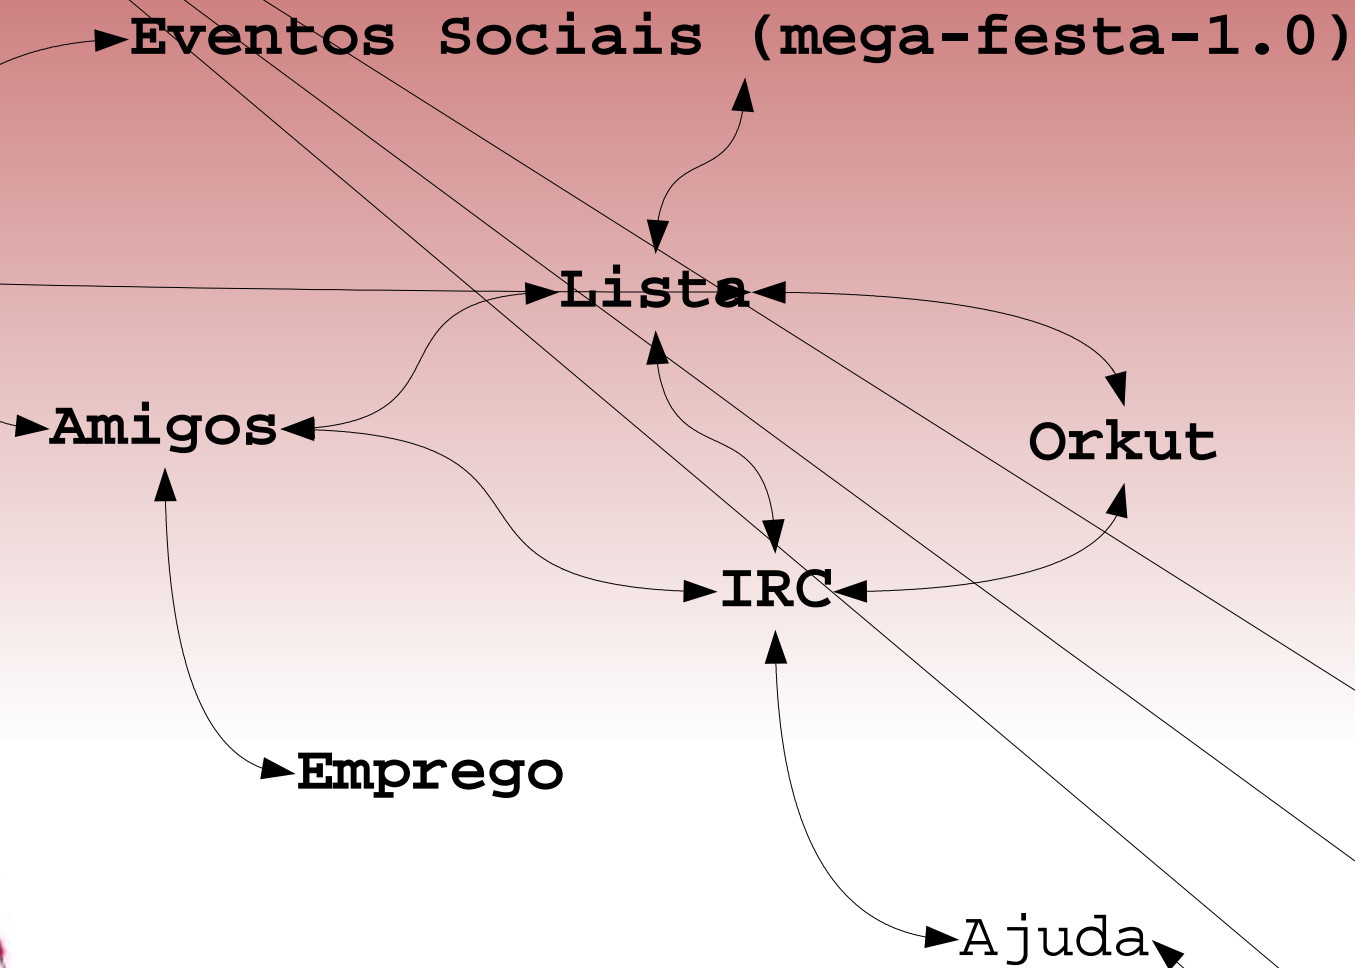 Eventos Sociais (mega-festa-1.0)
Lista
Amigos
Orkut
IRC
Emprego
Ajuda